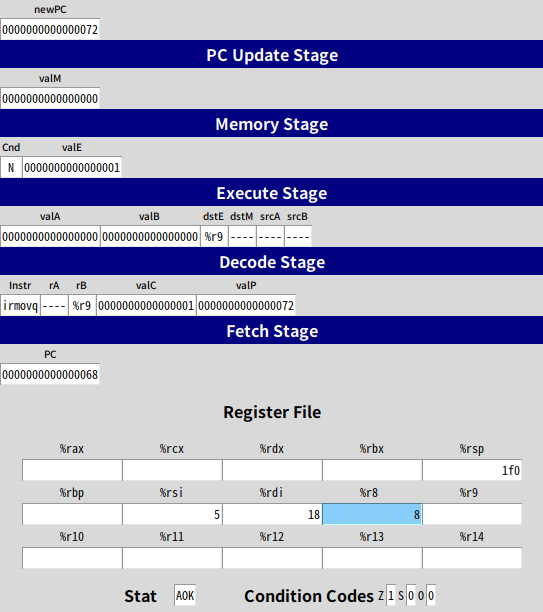 newPC
0000000000000072
PC Update Stage
valM
0000000000000000
Memory Stage
Cnd valE
N 0000000000000001
Execute Stage
valA valB dstE dstM srcA srcB
0000000000000000 0000000000000000 %r9 ---- ---- ----
Decode Stage
Instr rA rB valC valP
irmovq ---- %r9 0000000000000001 0000000000000072
Fetch Stage
PC
0000000000000068
Register File
%rax %rcx %rdx %rbx %rsp
1f0
%rbp %rsi %rdi %r8 %r9
5 18 8
%r10 %r11 %r12 %r13 %r14
Stat AOK Condition Codes Z 1 S 0 O 0